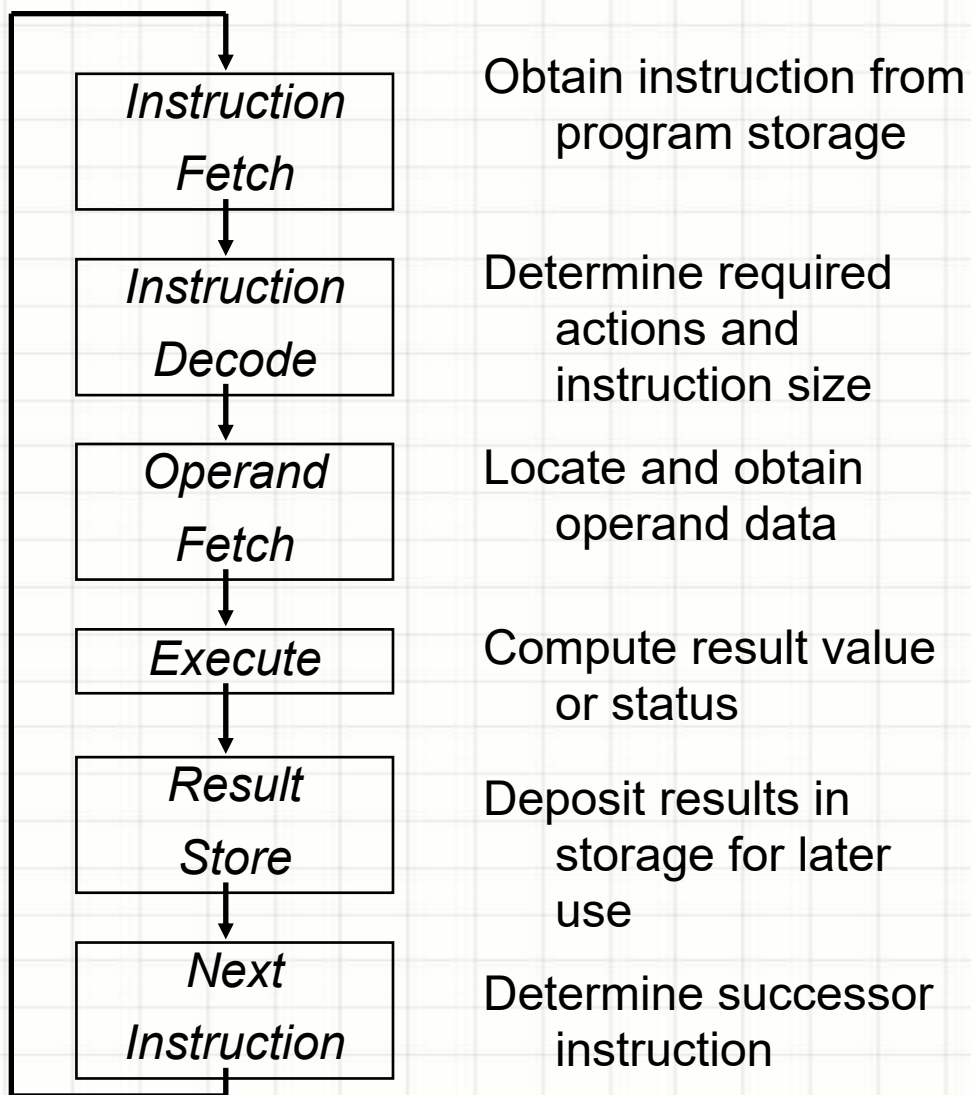 Instruction
Fetch
Obtain instruction from
program storage
Instruction
Decode
Determine required
actions and
instruction size
Operand
Fetch
Locate and obtain
operand data
Execute
Compute result value
or status
Result
Store
Deposit results in
storage for later
use
Next
Instruction
Determine successor
instruction